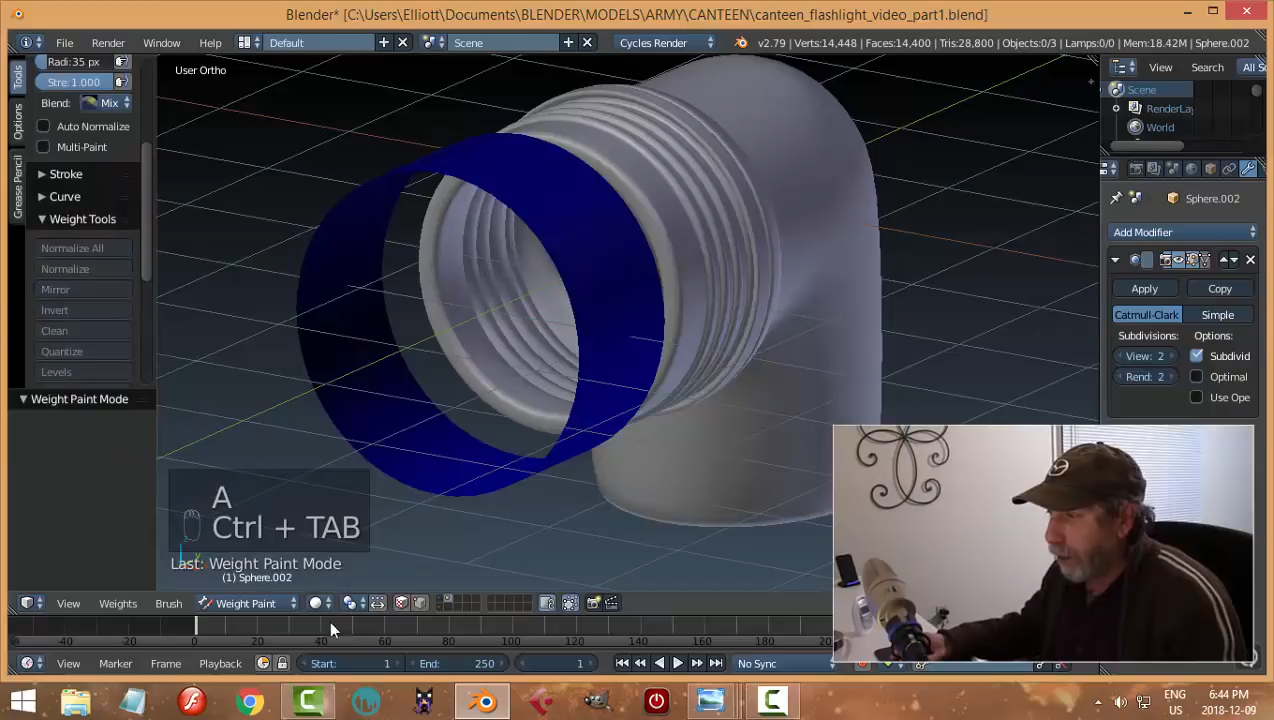 Blender* [C:\Users\Elliott\Documents\BLENDER\MODELS\ARMY\CANTEEN\canteen_flashlight_video_part1.blend]
File Render Window Help Default Scene Cycles Render v2.79 | Verts:14,448 | Faces:14,400 | Tris:28,800 | Objects:0/3 | Lamps:0/0 | Mem:18.42M | Sphere.002
Tools
Options
Grease Pencil
Radi: 35 px
Stre: 1.000
Blend: Mix
Auto Normalize
Multi-Paint
Stroke
Curve
Weight Tools
Normalize All
Normalize
Mirror
Invert
Clean
Quantize
Levels
Weight Paint Mode
User Ortho
A
Ctrl + TAB
Last: Weight Paint Mode
(1) Sphere.002
View Search All S
Scene
RenderLay
World
Sphere.002
Add Modifier
Apply Copy
Catmull-Clark Simple
Subdivisions: Options:
View: 2 Subdivid
Rend: 2 Optimal
Use Ope
View Weights Brush Weight Paint
-40 -20 0 20 40 60 80 100 120 140 160 180
View Marker Frame Playback Start: 1 End: 250 1 No Sync
ENG
US
6:44 PM
2018-12-09